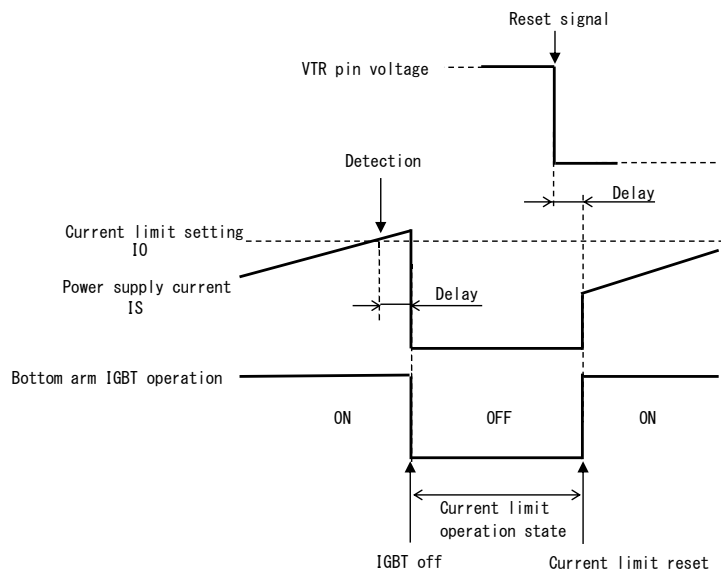 Reset signal
VTR pin voltage
Detection
Delay
Current limit setting
IO
Power supply current
IS
Delay
Bottom arm IGBT operation
ON
OFF
ON
Current limit
operation state
IGBT off
Current limit reset